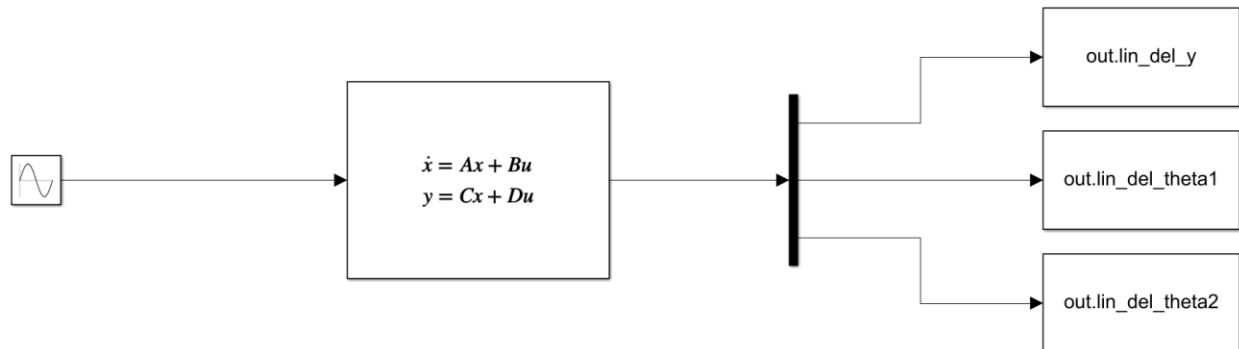 ẋ = Ax + Bu
y = Cx + Du
out.lin_del_y
out.lin_del_theta1
out.lin_del_theta2